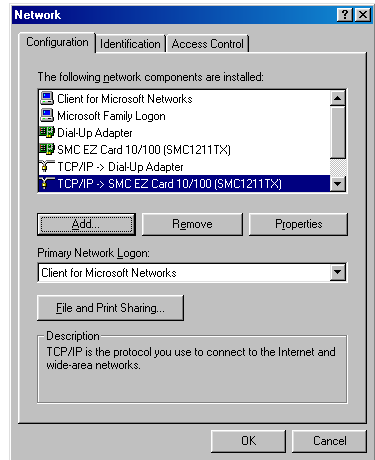 Network
Configuration Identification Access Control
The following network components are installed:
Client for Microsoft Networks
Microsoft Family Logon
Dial-Up Adapter
SMC EZ Card 10/100 (SMC1211TX)
TCP/IP -> Dial-Up Adapter
TCP/IP -> SMC EZ Card 10/100 (SMC1211TX)
Add... Remove Properties
Primary Network Logon:
Client for Microsoft Networks
File and Print Sharing...
Description
TCP/IP is the protocol you use to connect to the Internet and
wide-area networks.
OK Cancel